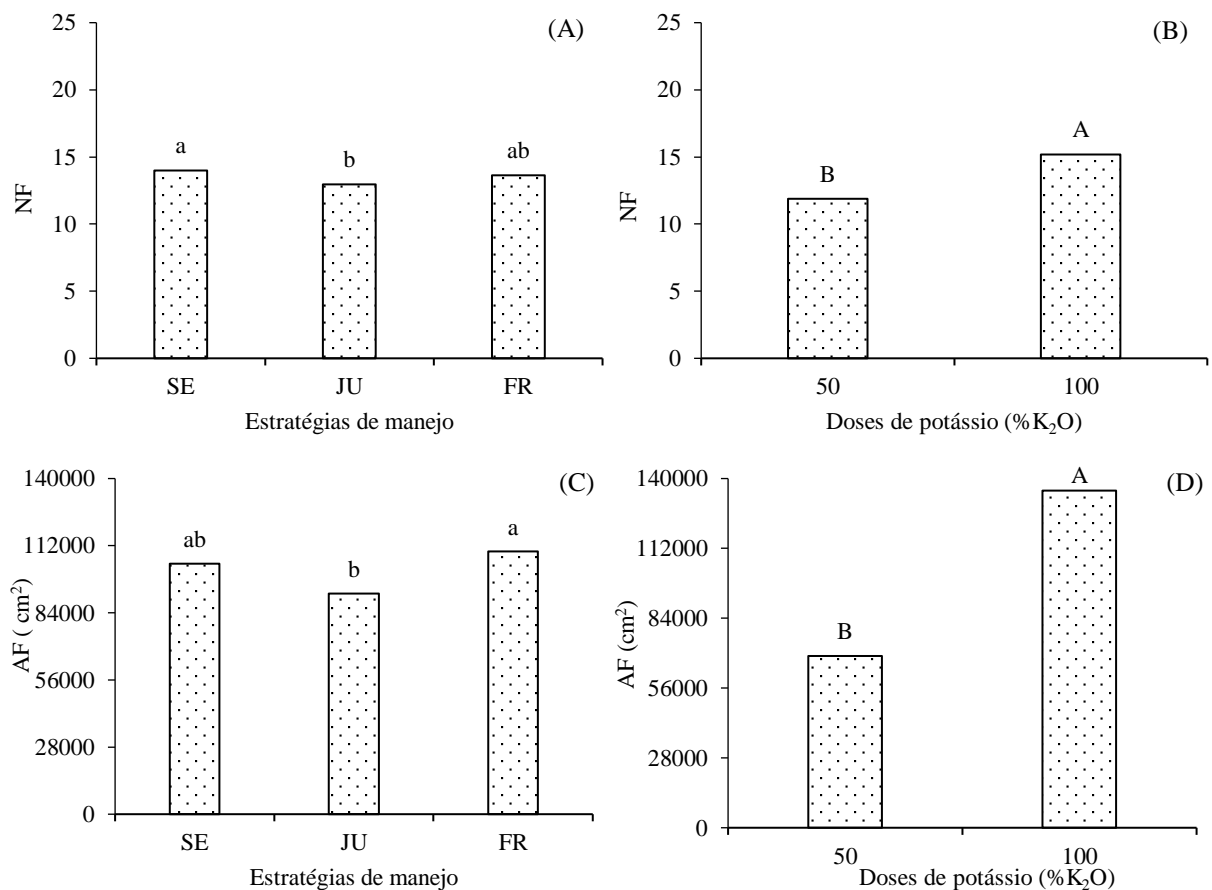 (A)
25
20
15
10
5
0
NF
a
b
ab
SE JU FR
Estratégias de manejo
(B)
25
20
15
10
5
0
NF
B
A
50 100
Doses de potássio (%K₂O)
(C)
140000
112000
84000
56000
28000
0
AF ( cm²)
ab
b
a
SE JU FR
Estratégias de manejo
(D)
140000
112000
84000
56000
28000
0
AF (cm²)
B
A
50 100
Doses de potássio (%K₂O)